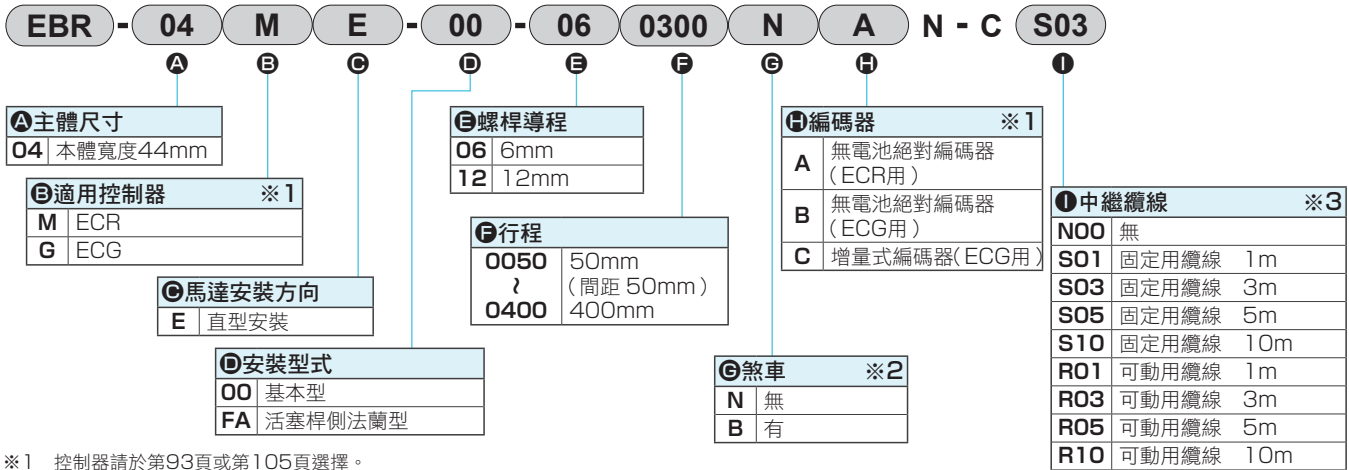 EBR - 04 M E - 00 - 06 0300 N A N - C S03
A B C D E F G H I
A主體尺寸
04 本體寬度44mm
B適用控制器 ※1
M ECR
G ECG
C馬達安裝方向
E 直型安裝
D安裝型式
00 基本型
FA 活塞桿側法蘭型
E螺桿導程
06 6mm
12 12mm
F行程
0050 50mm
≀ (間距 50mm)
0400 400mm
G煞車 ※2
N 無
B 有
H編碼器 ※1
A 無電池絕對編碼器
(ECR用)
B 無電池絕對編碼器
(ECG用)
C 增量式編碼器(ECG用)
I中繼纜線 ※3
N00 無
S01 固定用纜線 1m
S03 固定用纜線 3m
S05 固定用纜線 5m
S10 固定用纜線 10m
R01 可動用纜線 1m
R03 可動用纜線 3m
R05 可動用纜線 5m
R10 可動用纜線 10m
※1 控制器請於第93頁或第105頁選擇。